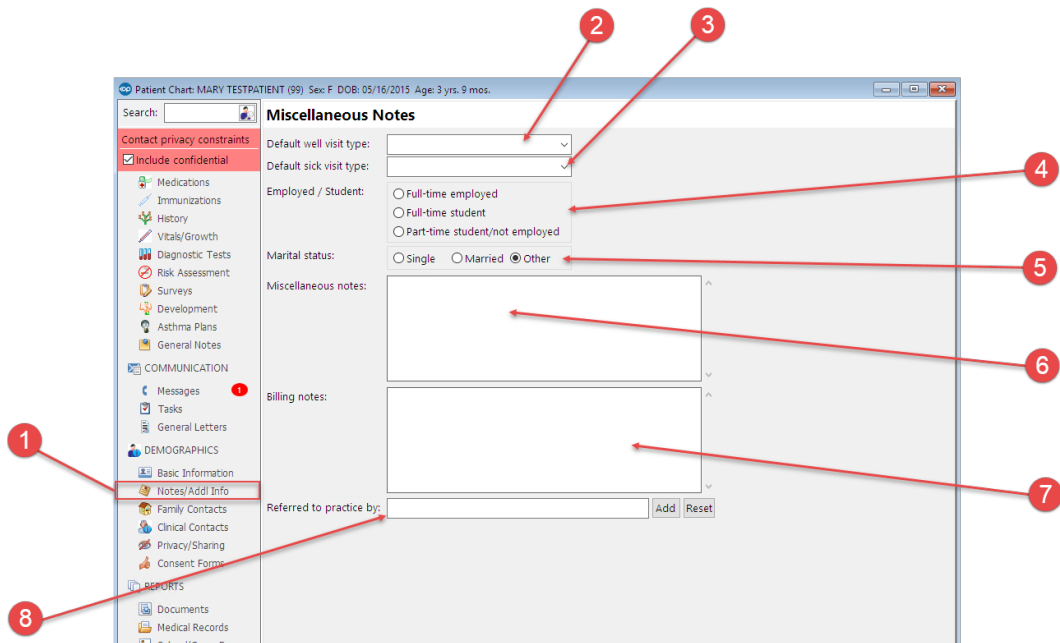 2
3
op Patient Chart: MARY TESTPATIENT (99) Sex: F DOB: 05/16/2015 Age: 3 yrs. 9 mos.
Search:
Miscellaneous Notes
Contact privacy constraints
Include confidential
Medications
Immunizations
History
Vitals/Growth
Diagnostic Tests
Risk Assessment
Surveys
Development
Asthma Plans
General Notes
COMMUNICATION
Messages 1
Tasks
General Letters
DEMOGRAPHICS
Basic Information
Notes/Addl Info
Family Contacts
Clinical Contacts
Privacy/Sharing
Consent Forms
REPORTS
Documents
Medical Records
Default well visit type:
Default sick visit type:
Employed / Student:
Full-time employed
Full-time student
Part-time student/not employed
Marital status:
Single Married Other
Miscellaneous notes:
Billing notes:
Referred to practice by:
Add Reset
4
5
6
7
1
8